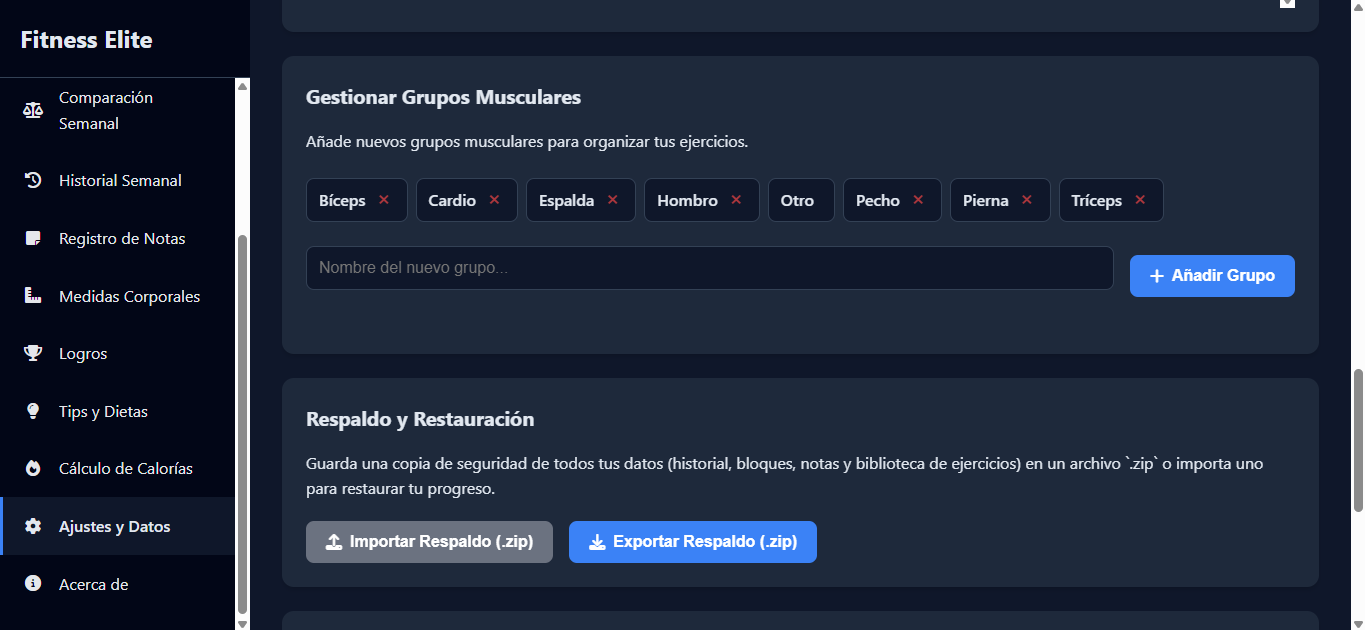 Fitness Elite
Comparación
Semanal
Historial Semanal
Registro de Notas
Medidas Corporales
Logros
Tips y Dietas
Cálculo de Calorías
Ajustes y Datos
Acerca de
Gestionar Grupos Musculares
Añade nuevos grupos musculares para organizar tus ejercicios.
Bíceps ✕ Cardio ✕ Espalda ✕ Hombro ✕ Otro Pecho ✕ Pierna ✕ Tríceps ✕
Nombre del nuevo grupo...
+ Añadir Grupo
Respaldo y Restauración
Guarda una copia de seguridad de todos tus datos (historial, bloques, notas y biblioteca de ejercicios) en un archivo `.zip` o importa uno
para restaurar tu progreso.
Importar Respaldo (.zip) Exportar Respaldo (.zip)